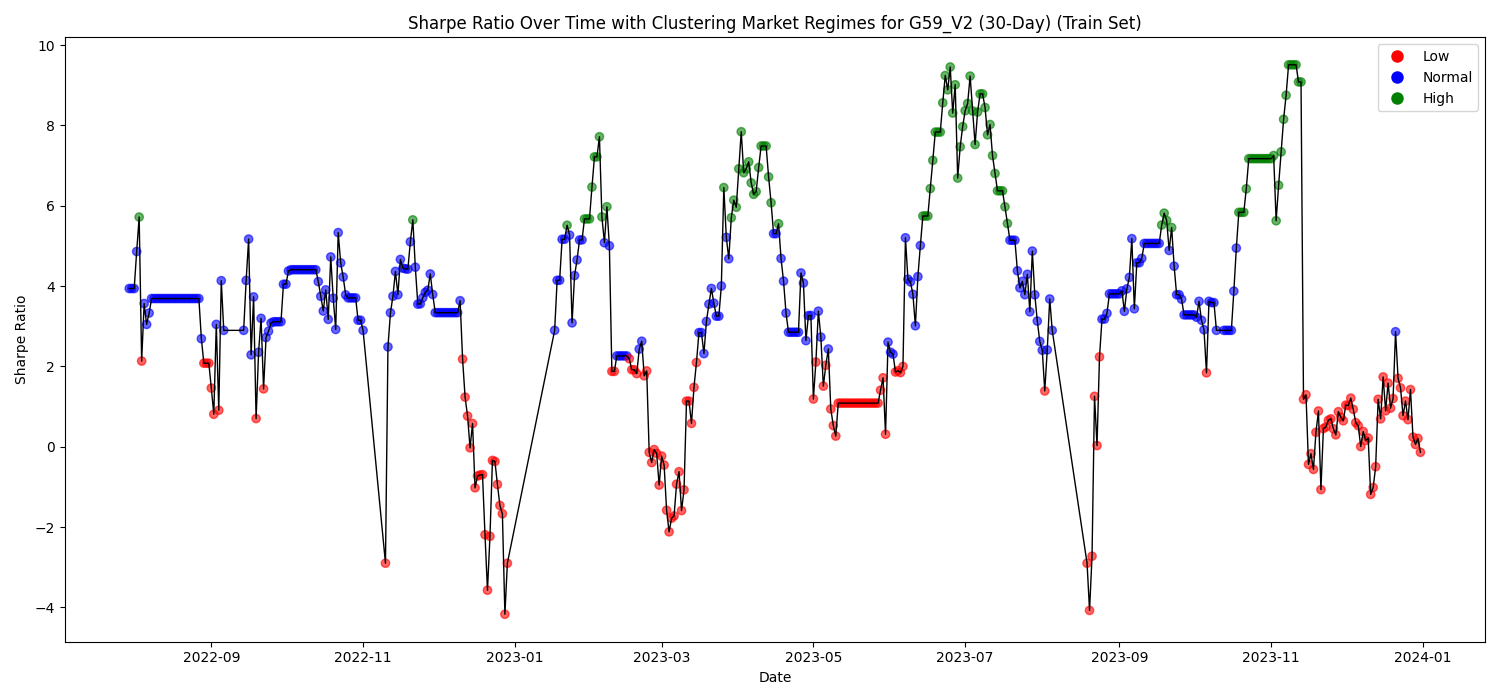 Sharpe Ratio Over Time with Clustering Market Regimes for G59_V2 (30-Day) (Train Set)
Low
Normal
High
Sharpe Ratio
10
8
6
4
2
0
−2
−4
2022-09 2022-11 2023-01 2023-03 2023-05 2023-07 2023-09 2023-11 2024-01
Date